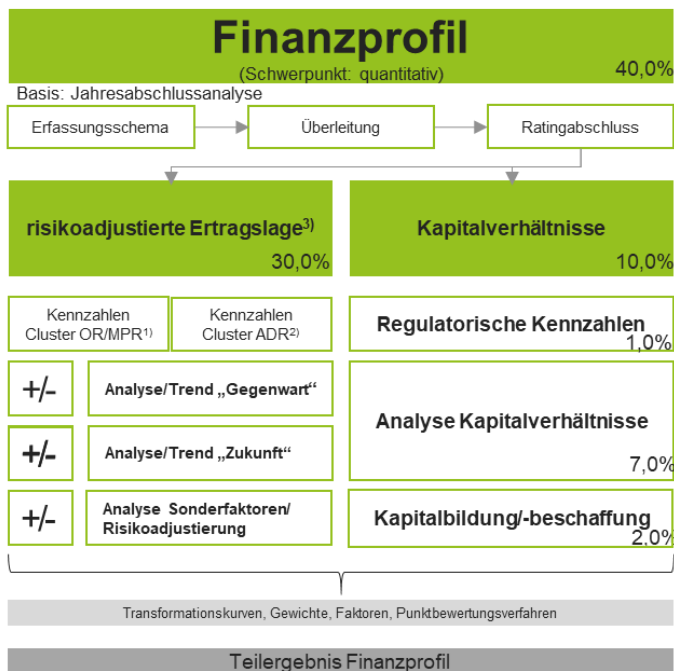 Finanzprofil
(Schwerpunkt: quantitativ)
40,0%
Basis: Jahresabschlussanalyse
Erfassungsschema
Überleitung
Ratingabschluss
risikoadjustierte Ertragslage3)
30,0%
Kapitalverhältnisse
10,0%
Kennzahlen
Cluster OR/MPR1)
Kennzahlen
Cluster ADR2)
Regulatorische Kennzahlen
1,0%
+/-
Analyse/Trend „Gegenwart“
Analyse Kapitalverhältnisse
7,0%
+/-
Analyse/Trend „Zukunft“
+/-
Analyse Sonderfaktoren/
Risikoadjustierung
Kapitalbildung/-beschaffung
2,0%
Transformationskurven, Gewichte, Faktoren, Punktbewertungsverfahren
Teilergebnis Finanzprofil